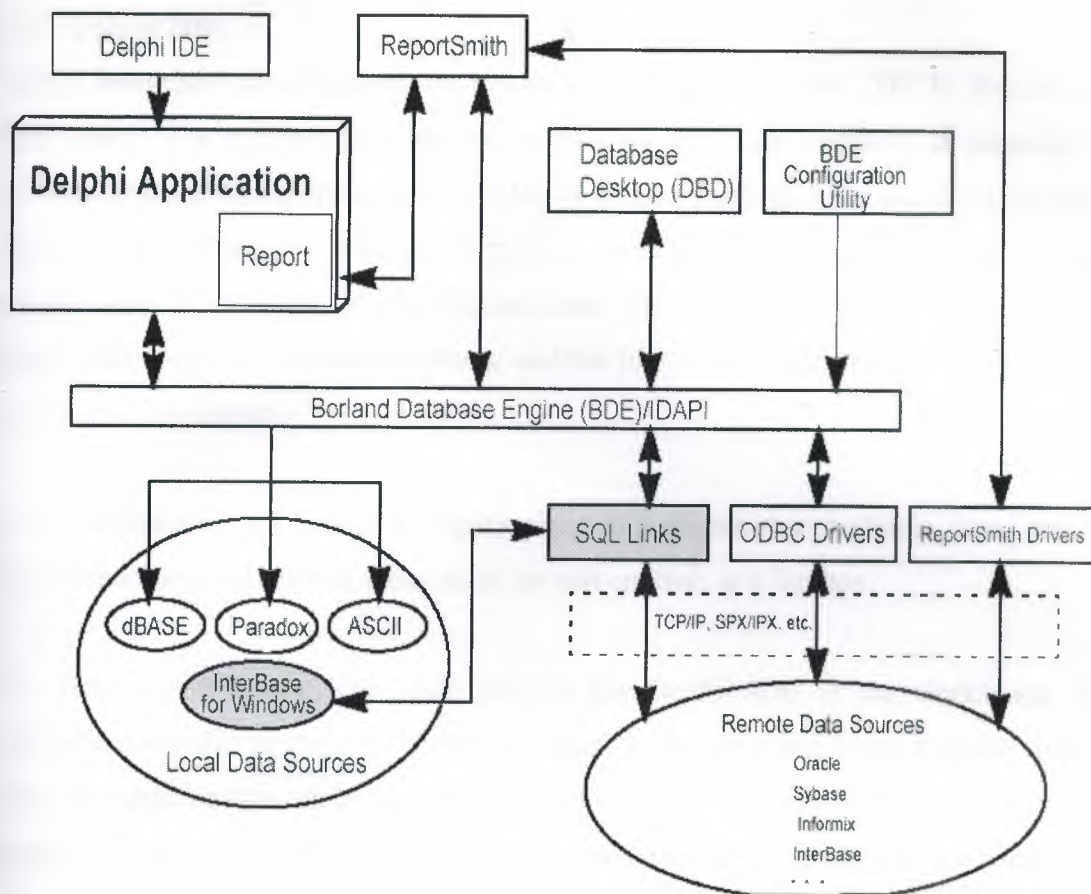 Delphi IDE
ReportSmith
Delphi Application
Report
Database
Desktop (DBD)
BDE
Configuration
Utility
Borland Database Engine (BDE)/IDAPI
SQL Links
ODBC Drivers
ReportSmith Drivers
dBASE
Paradox
ASCII
InterBase
for Windows
Local Data Sources
TCP/IP, SPX/IPX. etc.
Remote Data Sources
Oracle
Sybase
Informix
InterBase
. . .